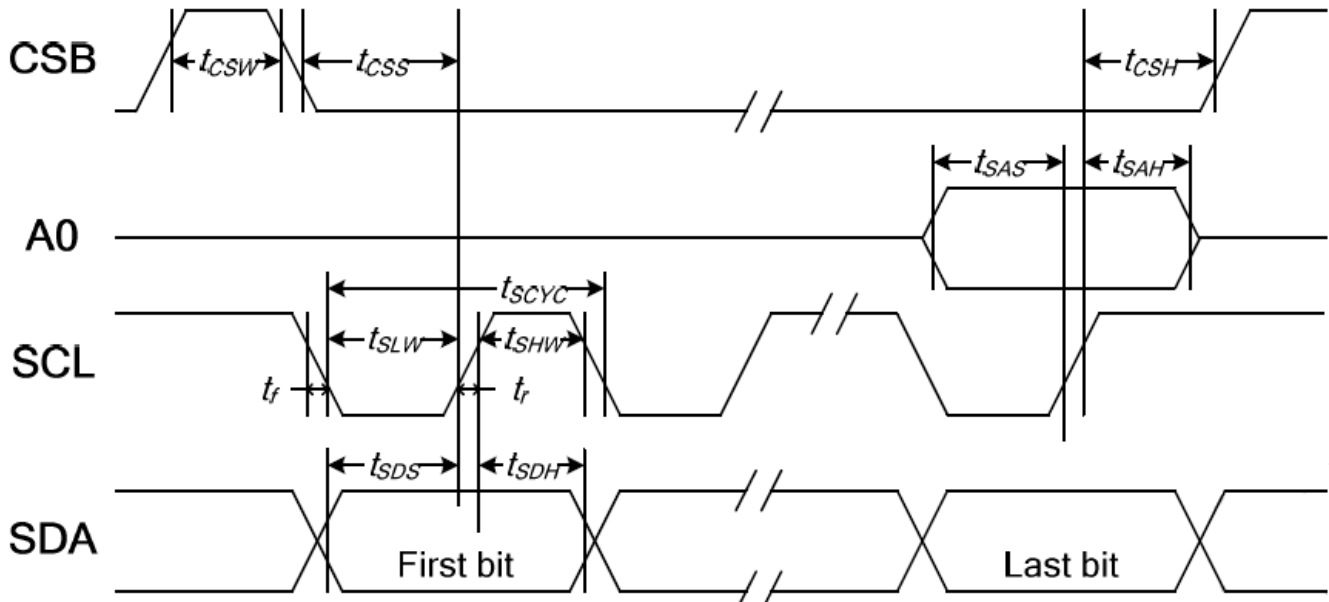 CSB
tCSW
tCSS
tCSH
tSAS
tSAH
A0
tSCYC
SCL
tSLW
tSHW
tf
tr
tSDS
tSDH
SDA
First bit
Last bit